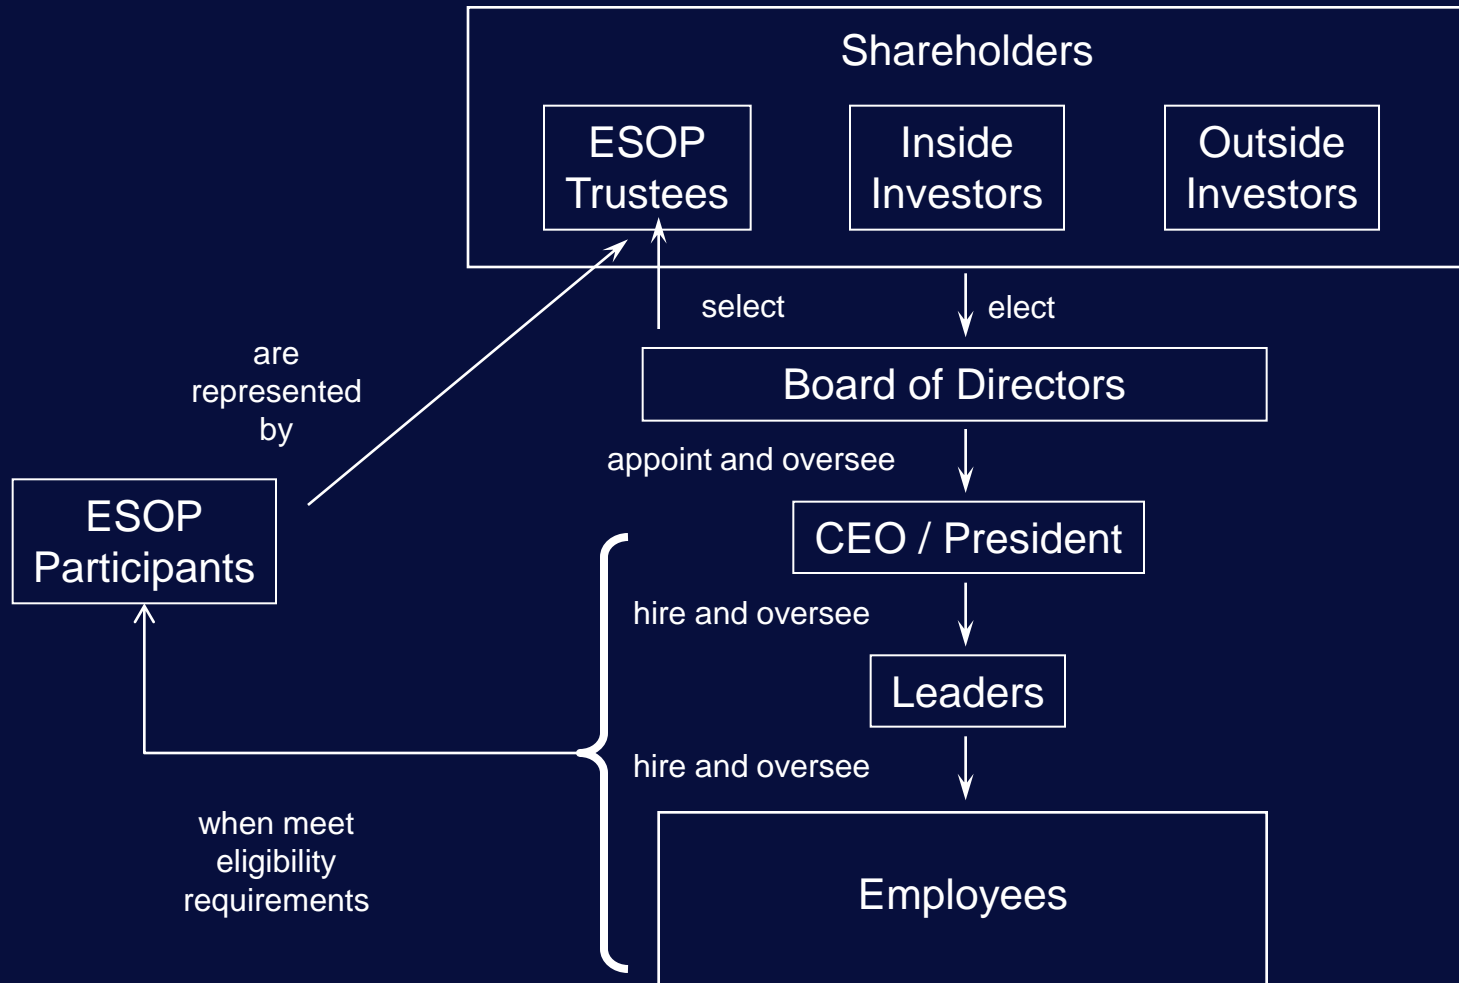 Shareholders
ESOP
Trustees
Inside
Investors
Outside
Investors
select
elect
are
represented
by
Board of Directors
appoint and oversee
ESOP
Participants
CEO / President
hire and oversee
Leaders
hire and oversee
when meet
eligibility
requirements
Employees